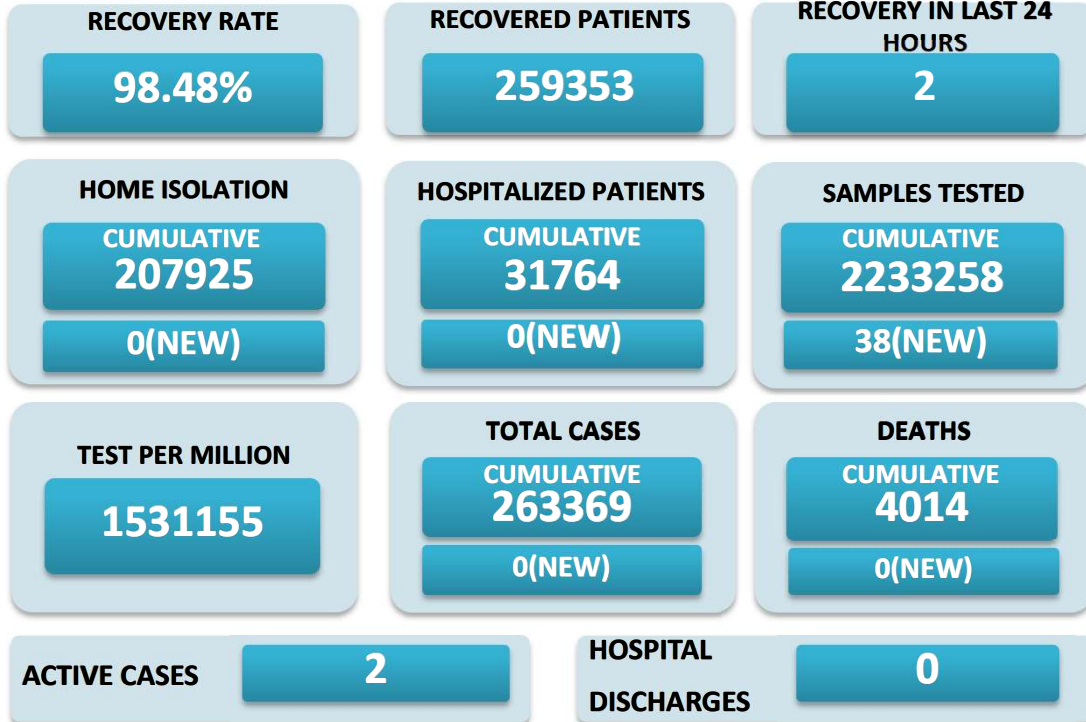 RECOVERY RATE
98.48%
RECOVERED PATIENTS
259353
RECOVERY IN LAST 24
HOURS
2
HOME ISOLATION
CUMULATIVE
207925
0(NEW)
HOSPITALIZED PATIENTS
CUMULATIVE
31764
0(NEW)
SAMPLES TESTED
CUMULATIVE
2233258
38(NEW)
TEST PER MILLION
1531155
TOTAL CASES
CUMULATIVE
263369
0(NEW)
DEATHS
CUMULATIVE
4014
0(NEW)
ACTIVE CASES
2
HOSPITAL
DISCHARGES
0